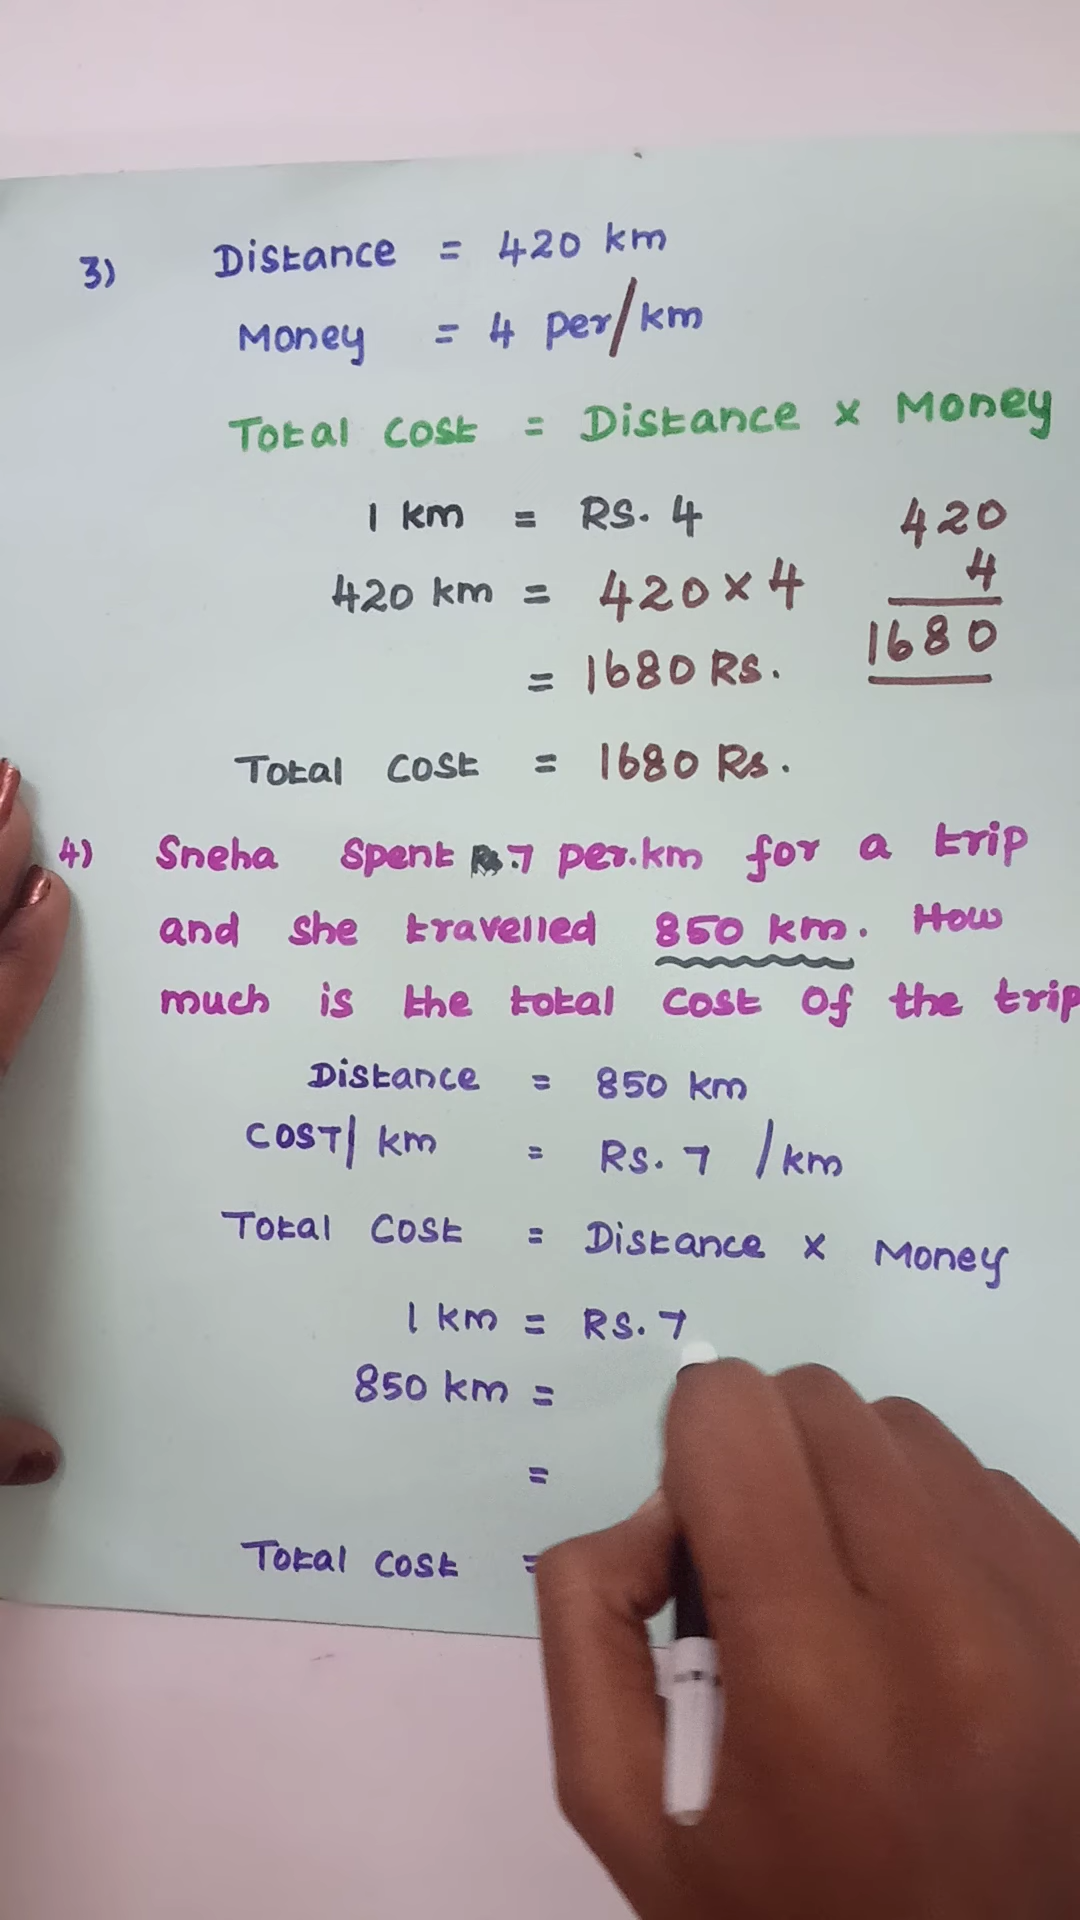 3) Distance = 420 km
Money = 4 per/km
Total cost = Distance x Money
1 km = RS. 4
420
420 km = 420 x 4
4
= 1680 Rs.
1680
Total cost = 1680 Rs.
4) Sneha spent Rs.7 per.km for a trip
and she travelled 850 km. How
much is the total cost of the trip
Distance = 850 km
COST/ km = Rs. 7 /km
Total cost = Distance x Money
1 km = RS. 7
850 km =
=
Total cost =